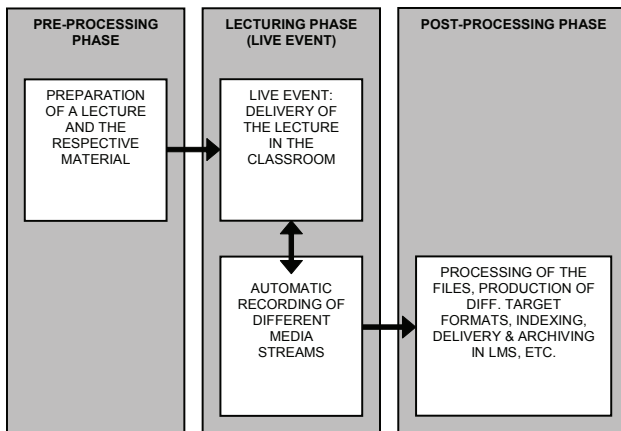 PRE-PROCESSING
PHASE
PREPARATION
OF A LECTURE
AND THE
RESPECTIVE
MATERIAL
LECTURING PHASE
(LIVE EVENT)
LIVE EVENT:
DELIVERY OF
THE LECTURE
IN THE
CLASSROOM
AUTOMATIC
RECORDING OF
DIFFERENT
MEDIA
STREAMS
POST-PROCESSING PHASE
PROCESSING OF THE
FILES, PRODUCTION OF
DIFF. TARGET
FORMATS, INDEXING,
DELIVERY & ARCHIVING
IN LMS, ETC.